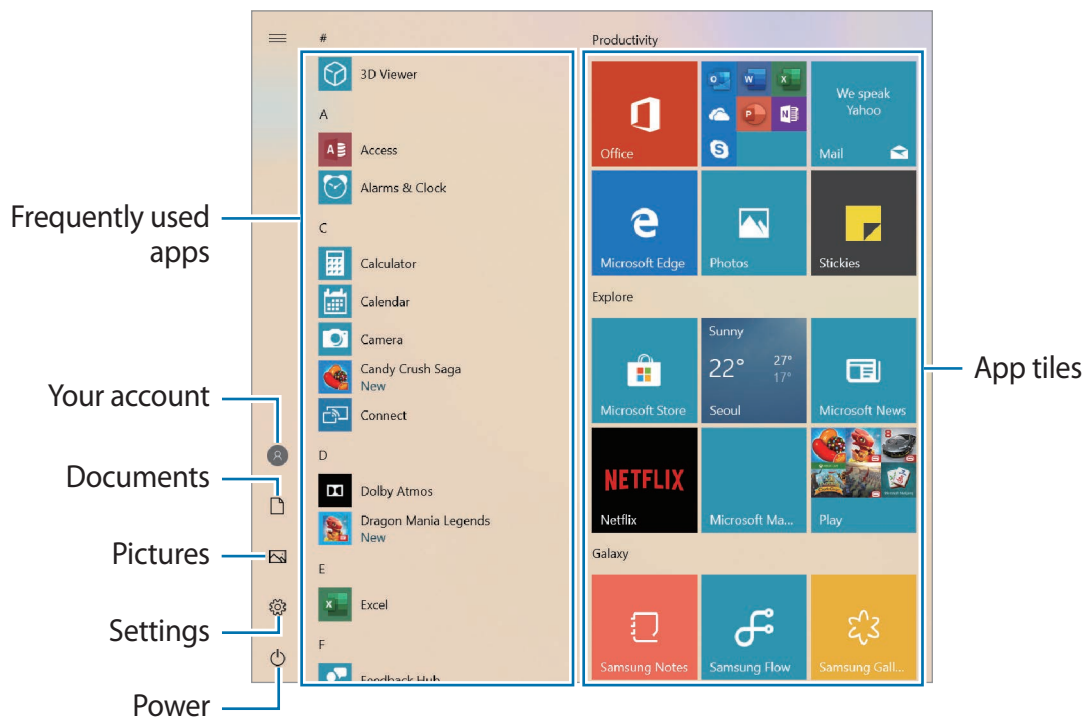 #
3D Viewer
A
Access
Alarms & Clock
C
Calculator
Calendar
Camera
Candy Crush Saga
New
Connect
D
Dolby Atmos
Dragon Mania Legends
New
E
Excel
F
Feedback Hub
Productivity
Office
We speak
Yahoo
Mail
Microsoft Edge
Photos
Stickies
Explore
Microsoft Store
Sunny
22°
27°
17°
Seoul
Microsoft News
NETFLIX
Netflix
Microsoft Ma...
Play
Galaxy
Samsung Notes
Samsung Flow
Samsung Gall...
Frequently used
apps
Your account
Documents
Pictures
Settings
Power
App tiles